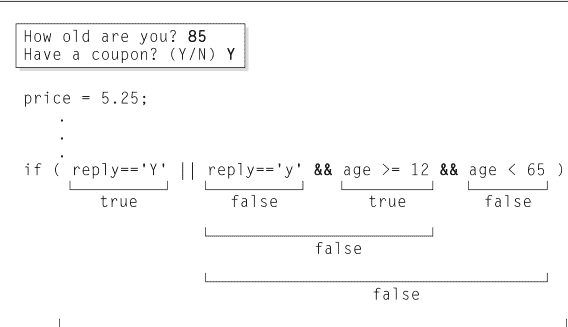 How old are you? 85
Have a coupon? (Y/N) Y
price = 5.25;
.
.
.
if ( reply=='Y' || reply=='y' && age >= 12 && age < 65 )
true false true false
false
false